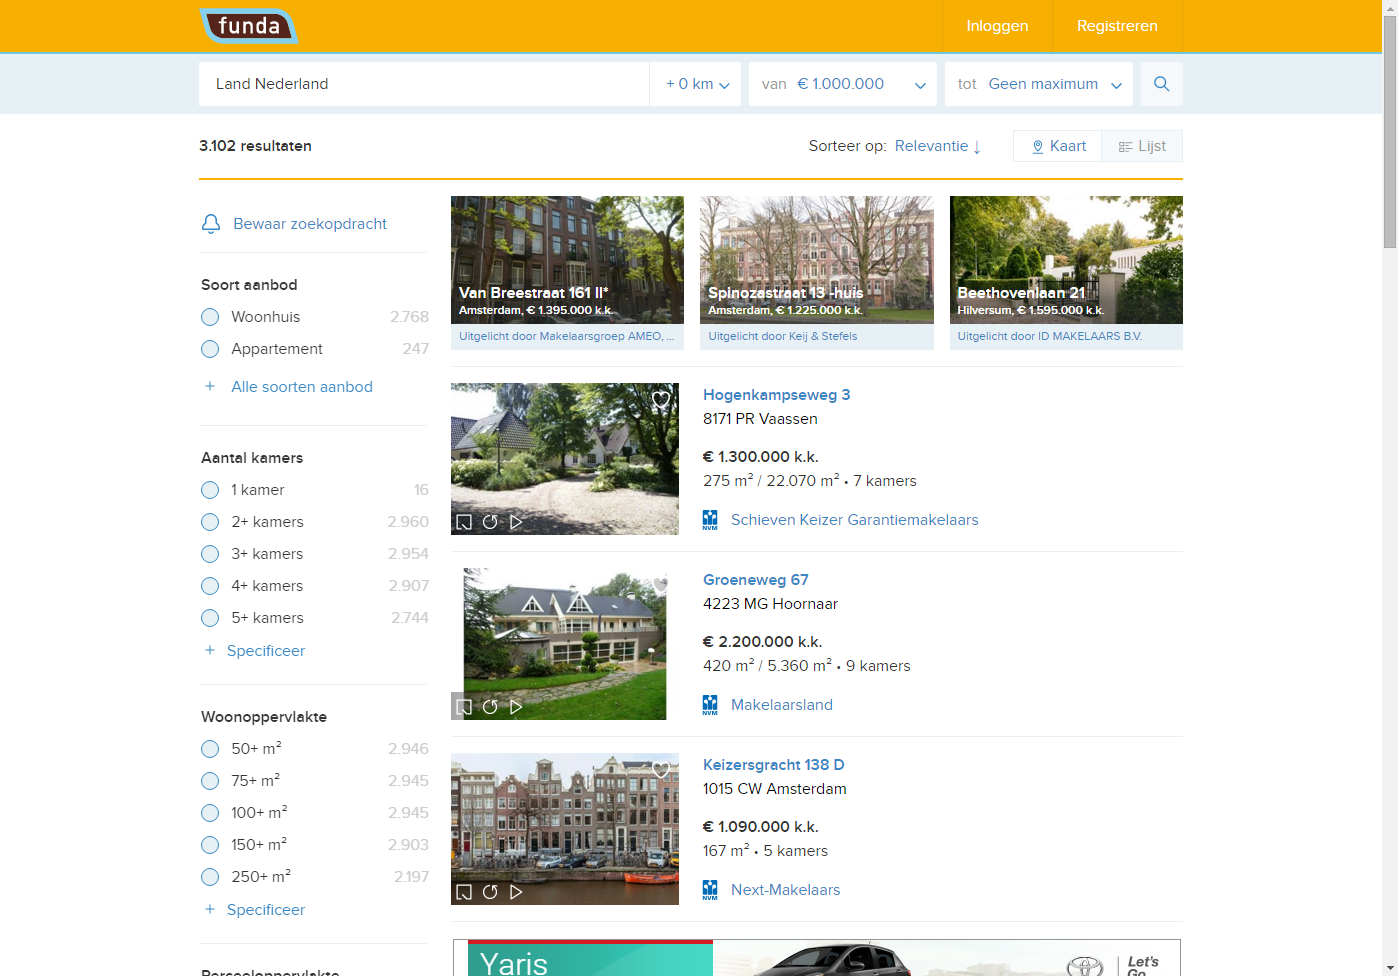 funda
Inloggen
Registreren
Land Nederland
+ 0 km
van € 1.000.000
tot Geen maximum
3.102 resultaten
Sorteer op: Relevantie
Kaart
Lijst
Bewaar zoekopdracht
Soort aanbod
Woonhuis 2.768
Appartement 247
+ Alle soorten aanbod
Aantal kamers
1 kamer 16
2+ kamers 2.960
3+ kamers 2.954
4+ kamers 2.907
5+ kamers 2.744
+ Specificeer
Woonoppervlakte
50+ m² 2.946
75+ m² 2.945
100+ m² 2.945
150+ m² 2.903
250+ m² 2.197
+ Specificeer
Perceeloppervlakte
Van Breestraat 161 II*
Amsterdam, € 1.395.000 k.k.
Uitgelicht door Makelaarsgroep AMEO, ...
Spinozastraat 13 -huis
Amsterdam, € 1.225.000 k.k.
Uitgelicht door Keij & Stefels
Beethovenlaan 21
Hilversum, € 1.595.000 k.k.
Uitgelicht door ID MAKELAARS B.V.
Hogenkampseweg 3
8171 PR Vaassen
€ 1.300.000 k.k.
275 m² / 22.070 m² • 7 kamers
NVM Schieven Keizer Garantiemakelaars
Groeneweg 67
4223 MG Hoornaar
€ 2.200.000 k.k.
420 m² / 5.360 m² • 9 kamers
NVM Makelaarsland
Keizersgracht 138 D
1015 CW Amsterdam
€ 1.090.000 k.k.
167 m² • 5 kamers
NVM Next-Makelaars
Yaris
Let's
Go